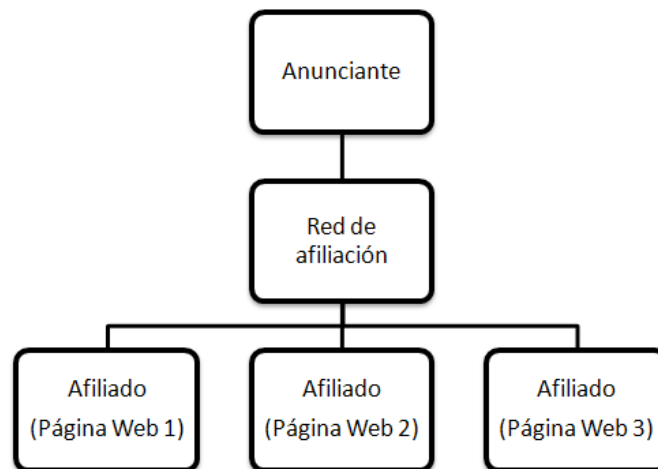 Anunciante
Red de
afiliación
Afiliado
(Página Web 1)
Afiliado
(Página Web 2)
Afiliado
(Página Web 3)